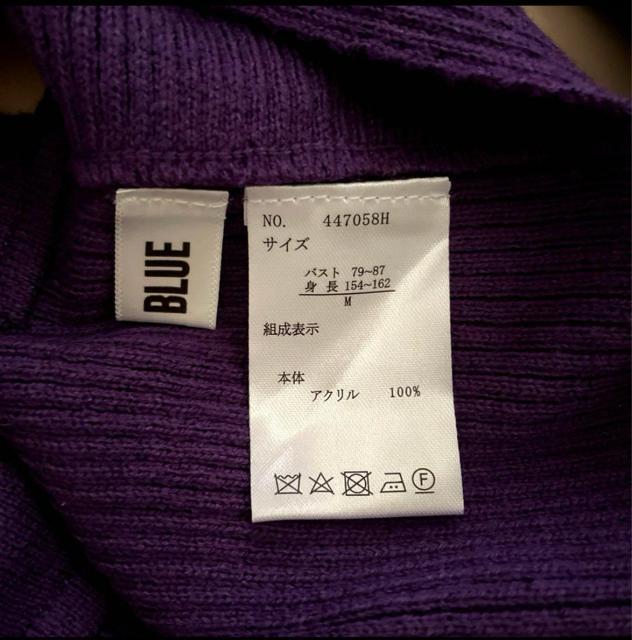 BLUE
NO. 447058H
サイズ
バスト 79~87
身 長 154~162
M
組成表示
本体
アクリル 100%
F